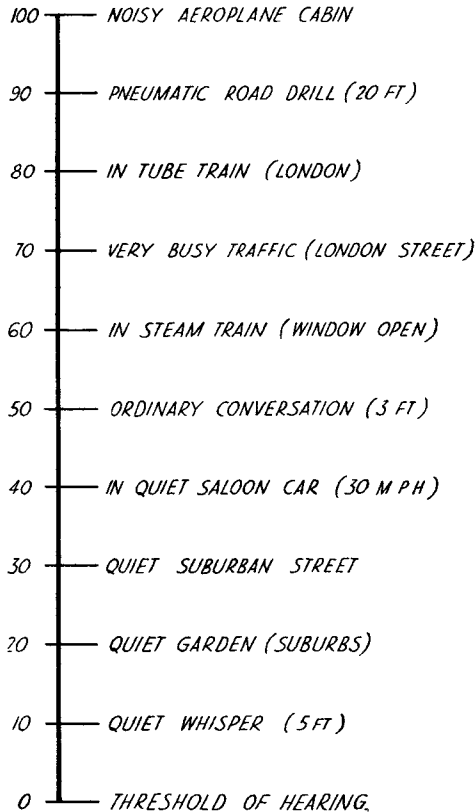 100 NOISY AEROPLANE CABIN
90 PNEUMATIC ROAD DRILL (20 FT)
80 IN TUBE TRAIN (LONDON)
70 VERY BUSY TRAFFIC (LONDON STREET)
60 IN STEAM TRAIN (WINDOW OPEN)
50 ORDINARY CONVERSATION (3 FT)
40 IN QUIET SALOON CAR (30 M P H)
30 QUIET SUBURBAN STREET
20 QUIET GARDEN (SUBURBS)
10 QUIET WHISPER (5 FT)
0 THRESHOLD OF HEARING.